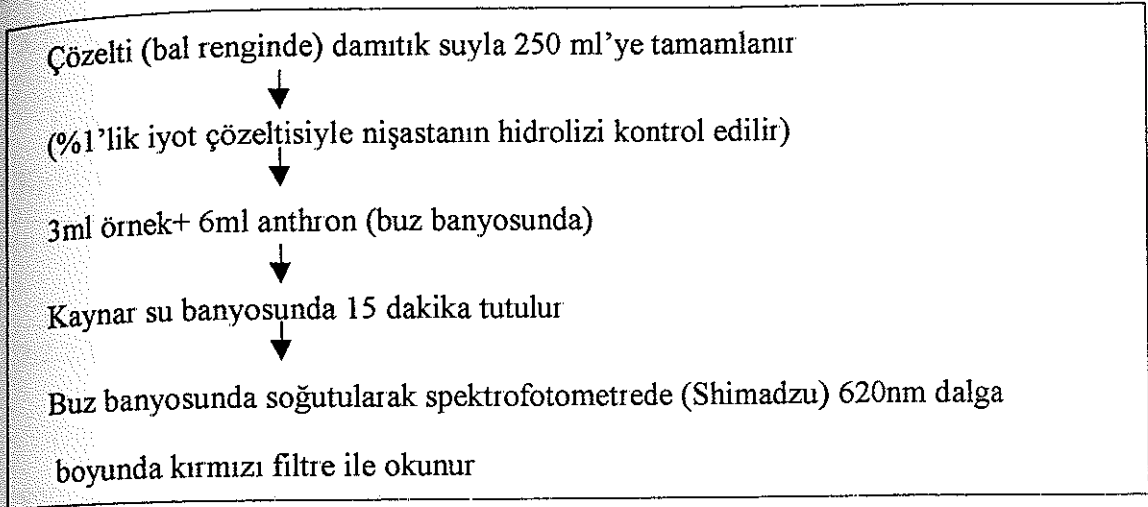 Çözelti (bal renginde) damıtık suyla 250 ml’ye tamamlanır
(%1’lik iyot çözeltisiyle nişastanın hidrolizi kontrol edilir)
3ml örnek+ 6ml anthron (buz banyosunda)
Kaynar su banyosunda 15 dakika tutulur
Buz banyosunda soğutularak spektrofotometrede (Shimadzu) 620nm dalga
boyunda kırmızı filtre ile okunur